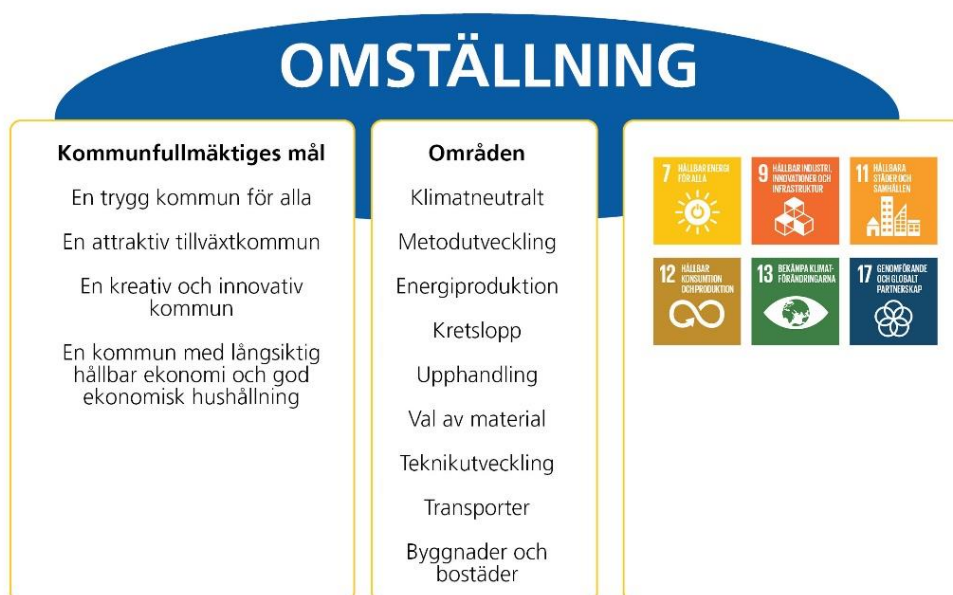 OMSTÄLLNING
Kommunfullmäktiges mål
En trygg kommun för alla
En attraktiv tillväxtkommun
En kreativ och innovativ
kommun
En kommun med långsiktig
hållbar ekonomi och god
ekonomisk hushållning
Områden
Klimatneutralt
Metodutveckling
Energiproduktion
Kretslopp
Upphandling
Val av material
Teknikutveckling
Transporter
Byggnader och
bostäder
7 HÅLLBAR ENERGI
FÖR ALLA
9 HÅLLBAR INDUSTRI,
INNOVATIONER OCH
INFRASTRUKTUR
11 HÅLLBARA
STÄDER OCH
SAMHÄLLEN
12 HÅLLBAR
KONSUMTION
OCH PRODUKTION
13 BEKÄMPA KLIMAT-
FÖRÄNDRINGARNA
17 GENOMFÖRANDE
OCH GLOBALT
PARTNERSKAP